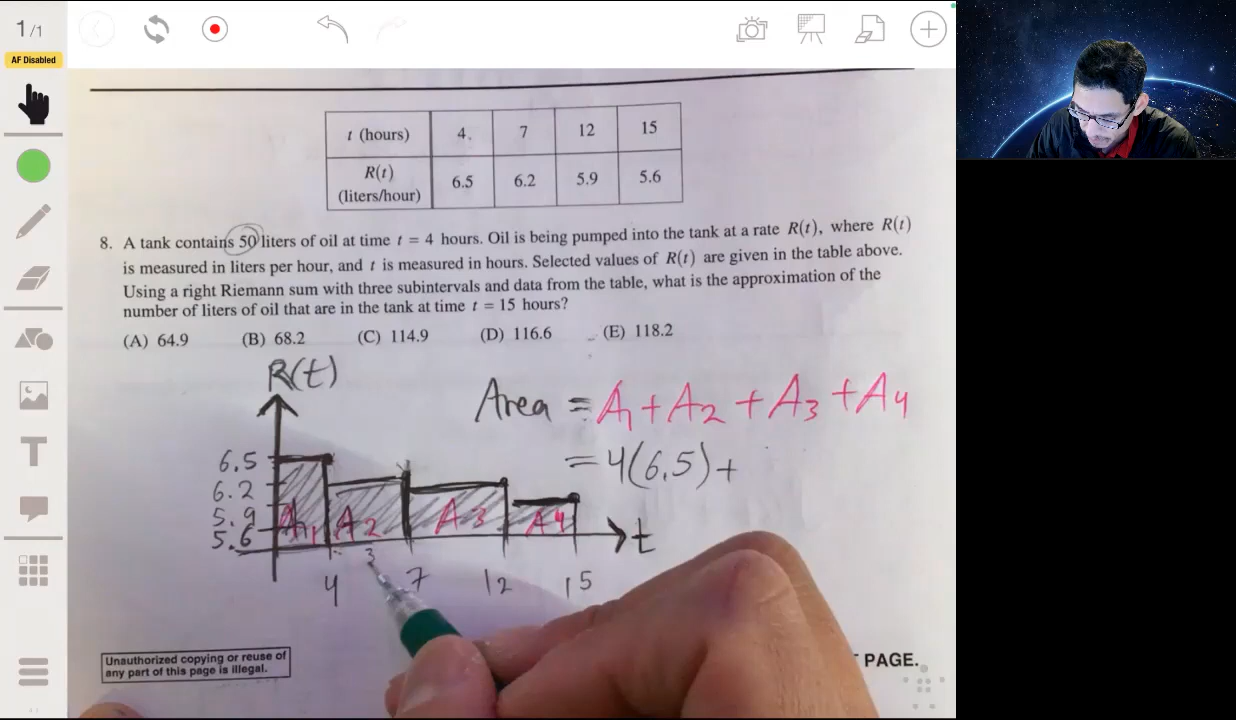 1/1
AF Disabled
t (hours) 4 7 12 15
R(t) (liters/hour) 6.5 6.2 5.9 5.6
8. A tank contains 50 liters of oil at time t = 4 hours. Oil is being pumped into the tank at a rate R(t), where R(t)
is measured in liters per hour, and t is measured in hours. Selected values of R(t) are given in the table above.
Using a right Riemann sum with three subintervals and data from the table, what is the approximation of the
number of liters of oil that are in the tank at time t = 15 hours?
(A) 64.9 (B) 68.2 (C) 114.9 (D) 116.6 (E) 118.2
R(t)
Area = A1 + A2 + A3 + A4
= 4(6.5) +
6.5
6.2
5.9
5.6
A1 A2 A3 A4
t
3
4 7 12 15
Unauthorized copying or reuse of
any part of this page is illegal.
PAGE.
T